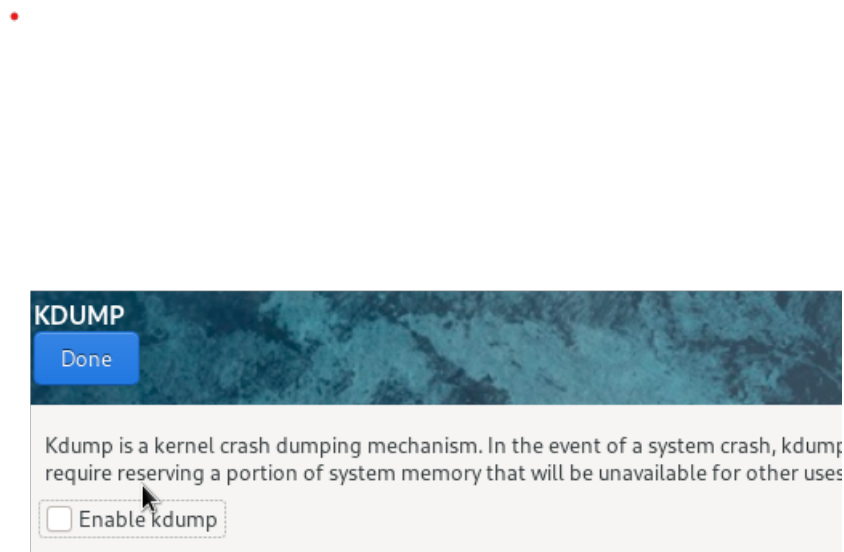 KDUMP
Done
Kdump is a kernel crash dumping mechanism. In the event of a system crash, kdump
require reserving a portion of system memory that will be unavailable for other uses
Enable kdump